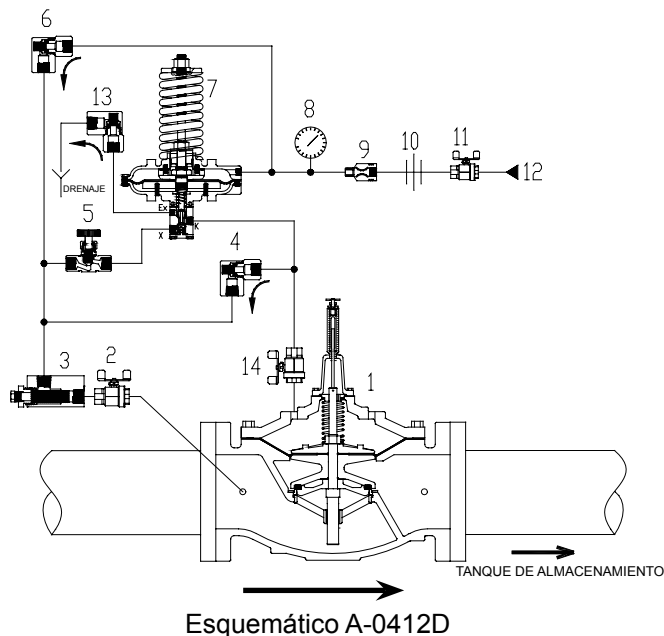 6
13
7
8
9
10
11
12
DRENAJE
Ex
K
X
5
4
14
3
2
1
TANQUE DE ALMACENAMIENTO
Esquemático A-0412D